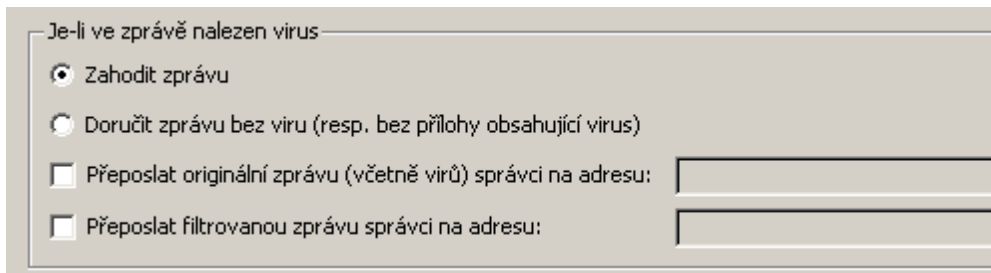 Je-li ve zprávě nalezen virus
Zahodit zprávu
Doručit zprávu bez viru (resp. bez přílohy obsahující virus)
Přeposlat originální zprávu (včetně virů) správci na adresu:
Přeposlat filtrovanou zprávu správci na adresu: